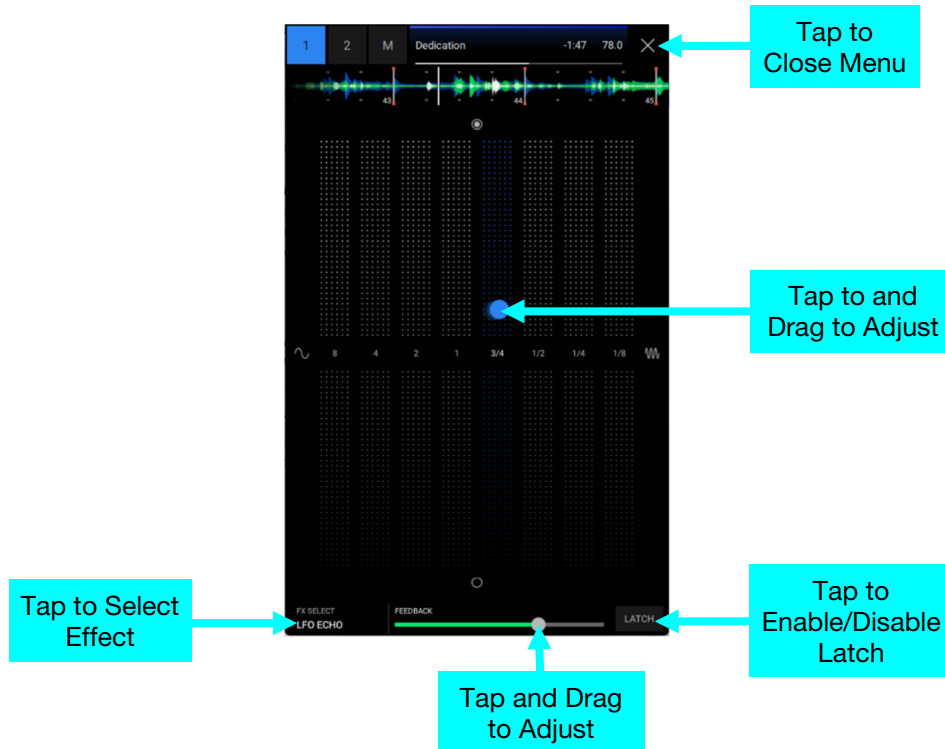 Tap to
Close Menu
1 2 M Dedication -1:47 78.0
43 44 45
Tap to and
Drag to Adjust
8 4 2 1 3/4 1/2 1/4 1/8
Tap to Select
Effect
FX SELECT
LFO ECHO
FEEDBACK
LATCH
Tap to
Enable/Disable
Latch
Tap and Drag
to Adjust